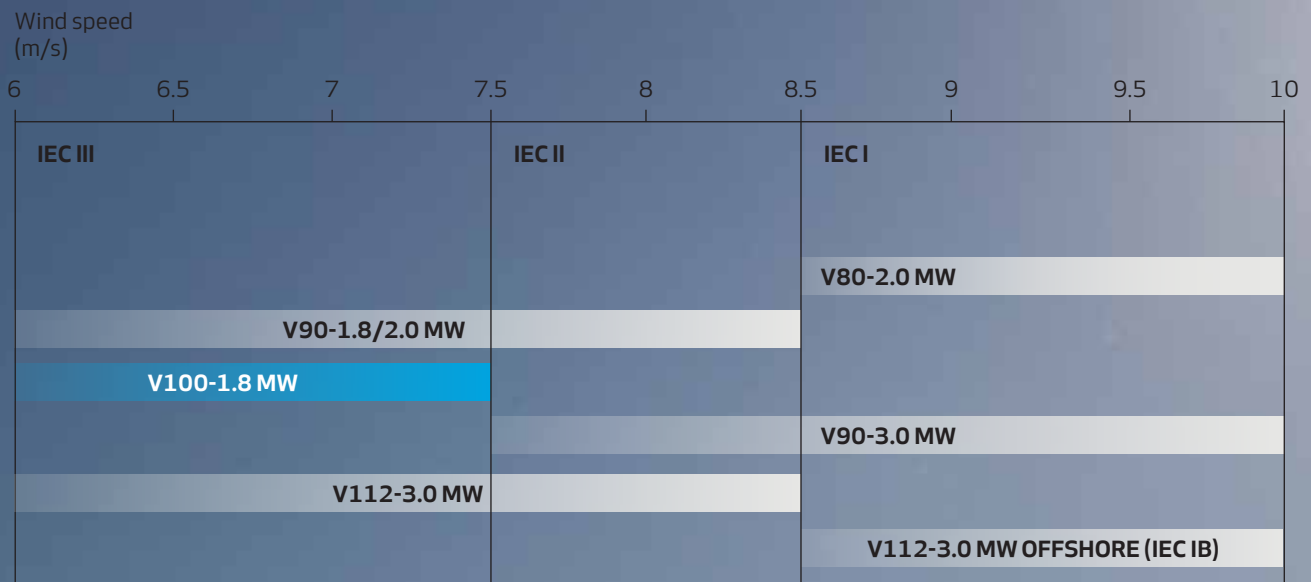 Wind speed
(m/s)
6 6.5 7 7.5 8 8.5 9 9.5 10
IEC III IEC II IEC I
V80-2.0 MW
V90-1.8/2.0 MW
V100-1.8 MW
V90-3.0 MW
V112-3.0 MW
V112-3.0 MW OFFSHORE (IEC IB)